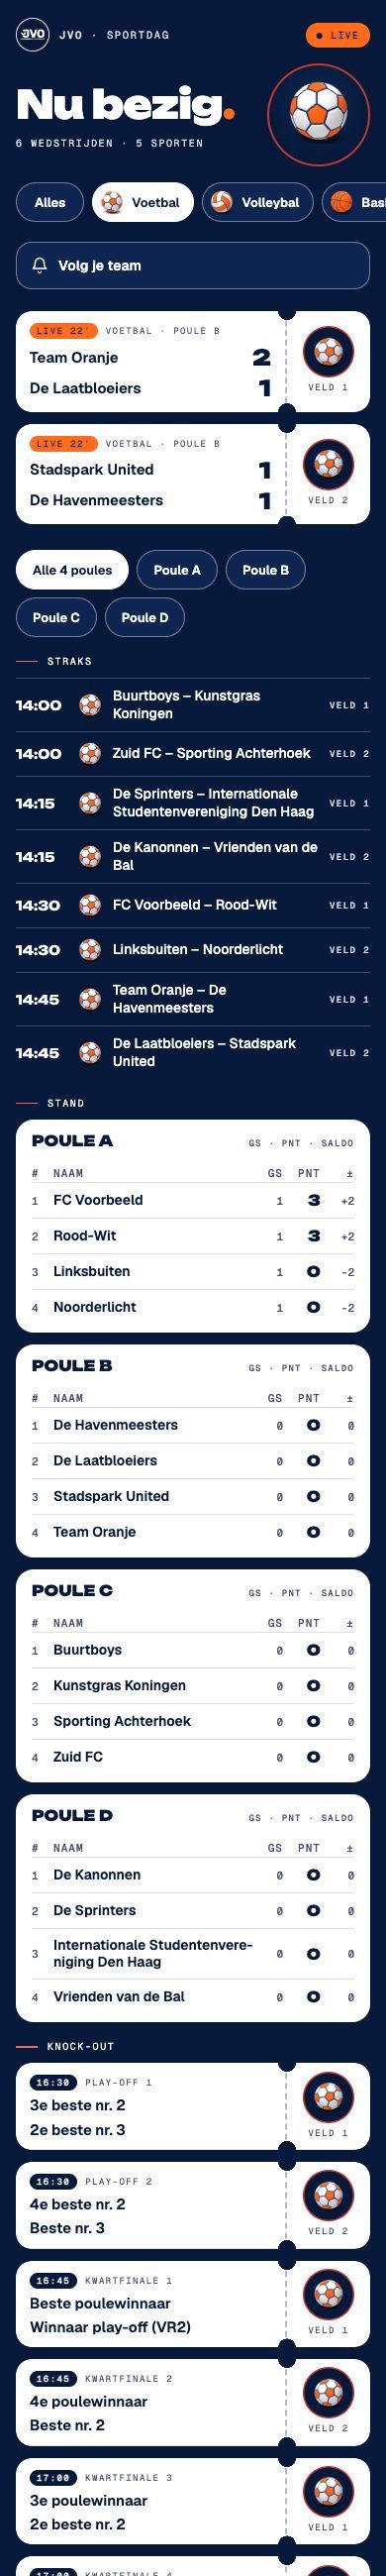 JVO
JVO · SPORTDAG
● LIVE
Nu bezig.
6 WEDSTRIJDEN · 5 SPORTEN
Alles
Voetbal
Volleybal
Bas
Volg je team
LIVE 22' VOETBAL · POULE B
Team Oranje 2
De Laatbloeiers 1
VELD 1
LIVE 22' VOETBAL · POULE B
Stadspark United 1
De Havenmeesters 1
VELD 2
Alle 4 poules
Poule A
Poule B
Poule C
Poule D
STRAKS
14:00 Buurtboys – Kunstgras
Koningen VELD 1
14:00 Zuid FC – Sporting Achterhoek VELD 2
14:15 De Sprinters – Internationale
Studentenvereniging Den Haag VELD 1
14:15 De Kanonnen – Vrienden van de
Bal VELD 2
14:30 FC Voorbeeld – Rood-Wit VELD 1
14:30 Linksbuiten – Noorderlicht VELD 2
14:45 Team Oranje – De
Havenmeesters VELD 1
14:45 De Laatbloeiers – Stadspark
United VELD 2
STAND
POULE A GS · PNT · SALDO
# NAAM GS PNT ±
1 FC Voorbeeld 1 3 +2
2 Rood-Wit 1 3 +2
3 Linksbuiten 1 0 -2
4 Noorderlicht 1 0 -2
POULE B GS · PNT · SALDO
# NAAM GS PNT ±
1 De Havenmeesters 0 0 0
2 De Laatbloeiers 0 0 0
3 Stadspark United 0 0 0
4 Team Oranje 0 0 0
POULE C GS · PNT · SALDO
# NAAM GS PNT ±
1 Buurtboys 0 0 0
2 Kunstgras Koningen 0 0 0
3 Sporting Achterhoek 0 0 0
4 Zuid FC 0 0 0
POULE D GS · PNT · SALDO
# NAAM GS PNT ±
1 De Kanonnen 0 0 0
2 De Sprinters 0 0 0
3 Internationale Studentenvere-
niging Den Haag 0 0 0
4 Vrienden van de Bal 0 0 0
KNOCK-OUT
16:30 PLAY-OFF 1
3e beste nr. 2
2e beste nr. 3
VELD 1
16:30 PLAY-OFF 2
4e beste nr. 2
Beste nr. 3
VELD 2
16:45 KWARTFINALE 1
Beste poulewinnaar
Winnaar play-off (VR2)
VELD 1
16:45 KWARTFINALE 2
4e poulewinnaar
Beste nr. 2
VELD 2
17:00 KWARTFINALE 3
3e poulewinnaar
2e beste nr. 2
VELD 1
17:00 KWARTFINALE 4